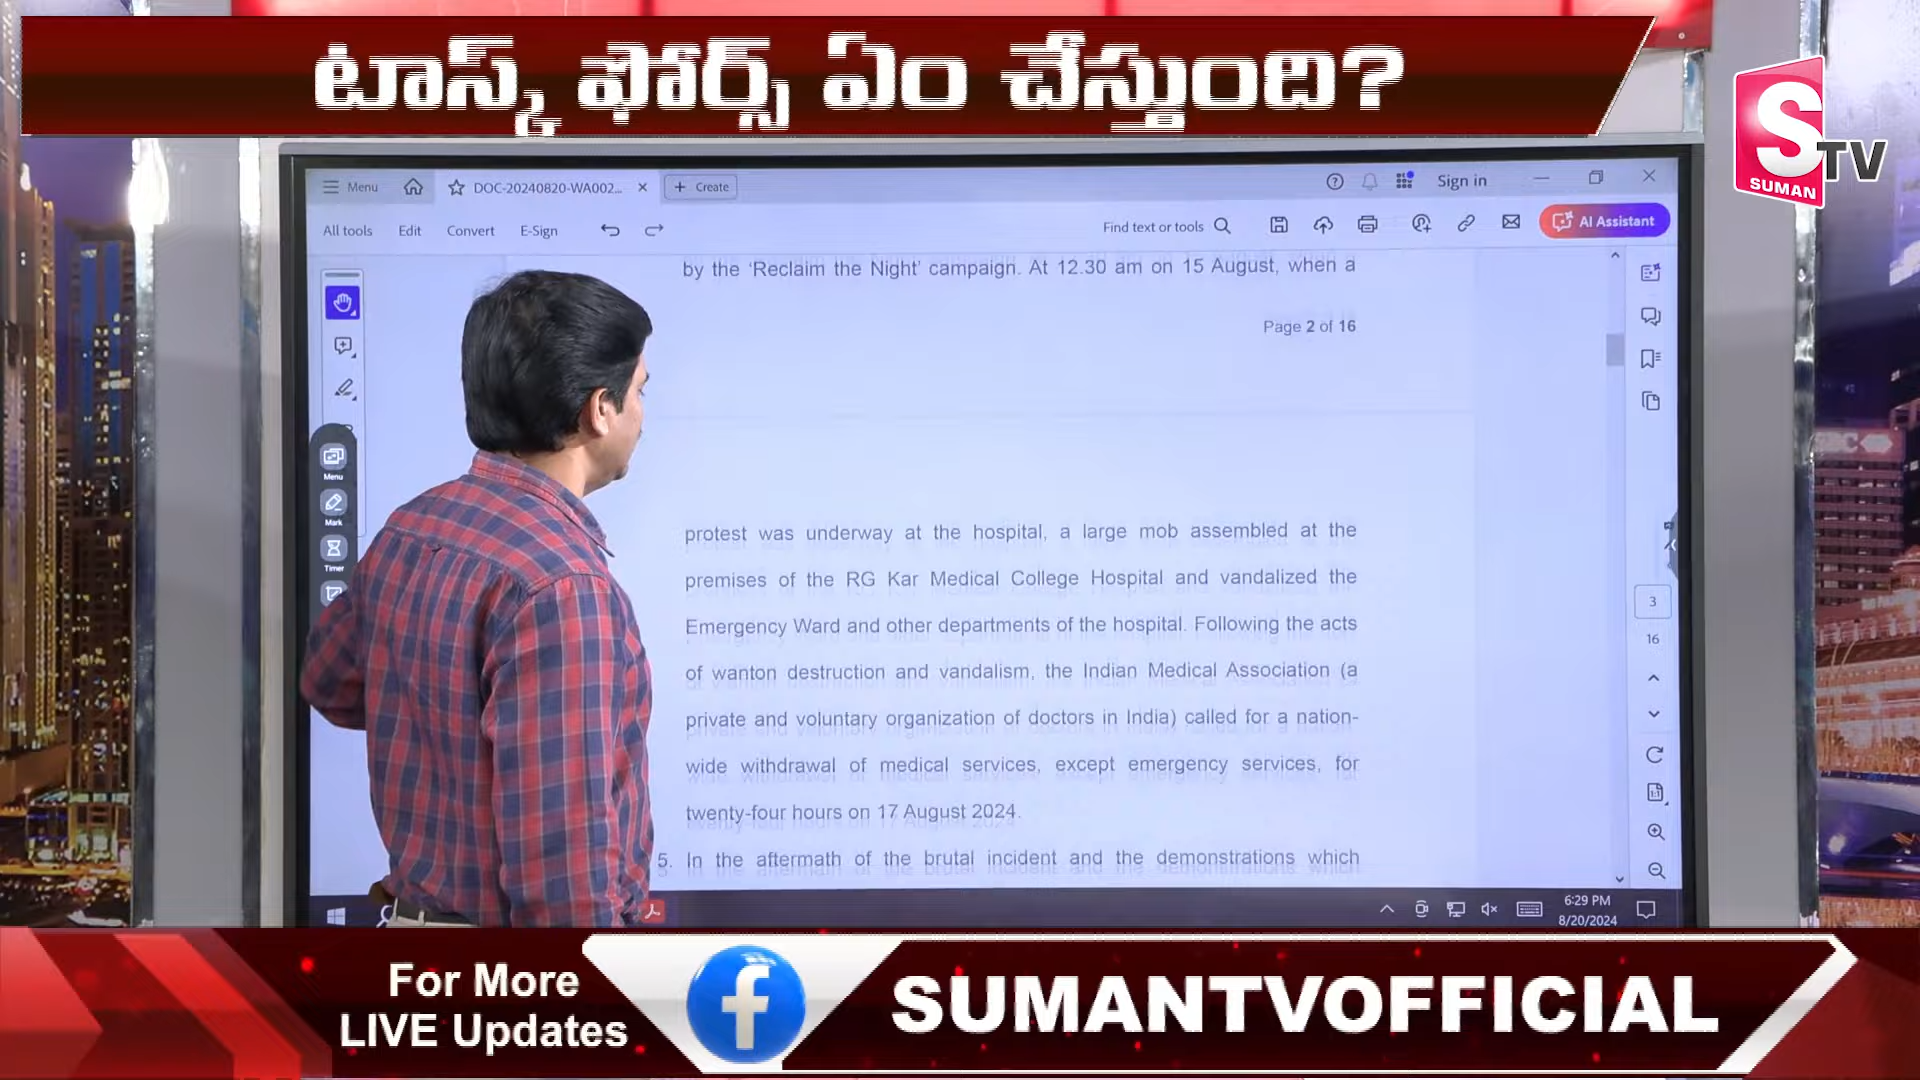 టాస్క్ ఫోర్స్ ఏం చేస్తుంది?
S TV
SUMAN
Menu
DOC-20240820-WA002...
Create
Sign in
All tools Edit Convert E-Sign
Find text or tools
AI Assistant
by the ‘Reclaim the Night’ campaign. At 12.30 am on 15 August, when a
Page 2 of 16
protest was underway at the hospital, a large mob assembled at the
premises of the RG Kar Medical College Hospital and vandalized the
Emergency Ward and other departments of the hospital. Following the acts
of wanton destruction and vandalism, the Indian Medical Association (a
private and voluntary organization of doctors in India) called for a nation-
wide withdrawal of medical services, except emergency services, for
twenty-four hours on 17 August 2024.
5. In the aftermath of the brutal incident and the demonstrations which
Menu
Mark
Timer
3
16
6:29 PM
8/20/2024
For More
LIVE Updates
f
SUMANTVOFFICIAL